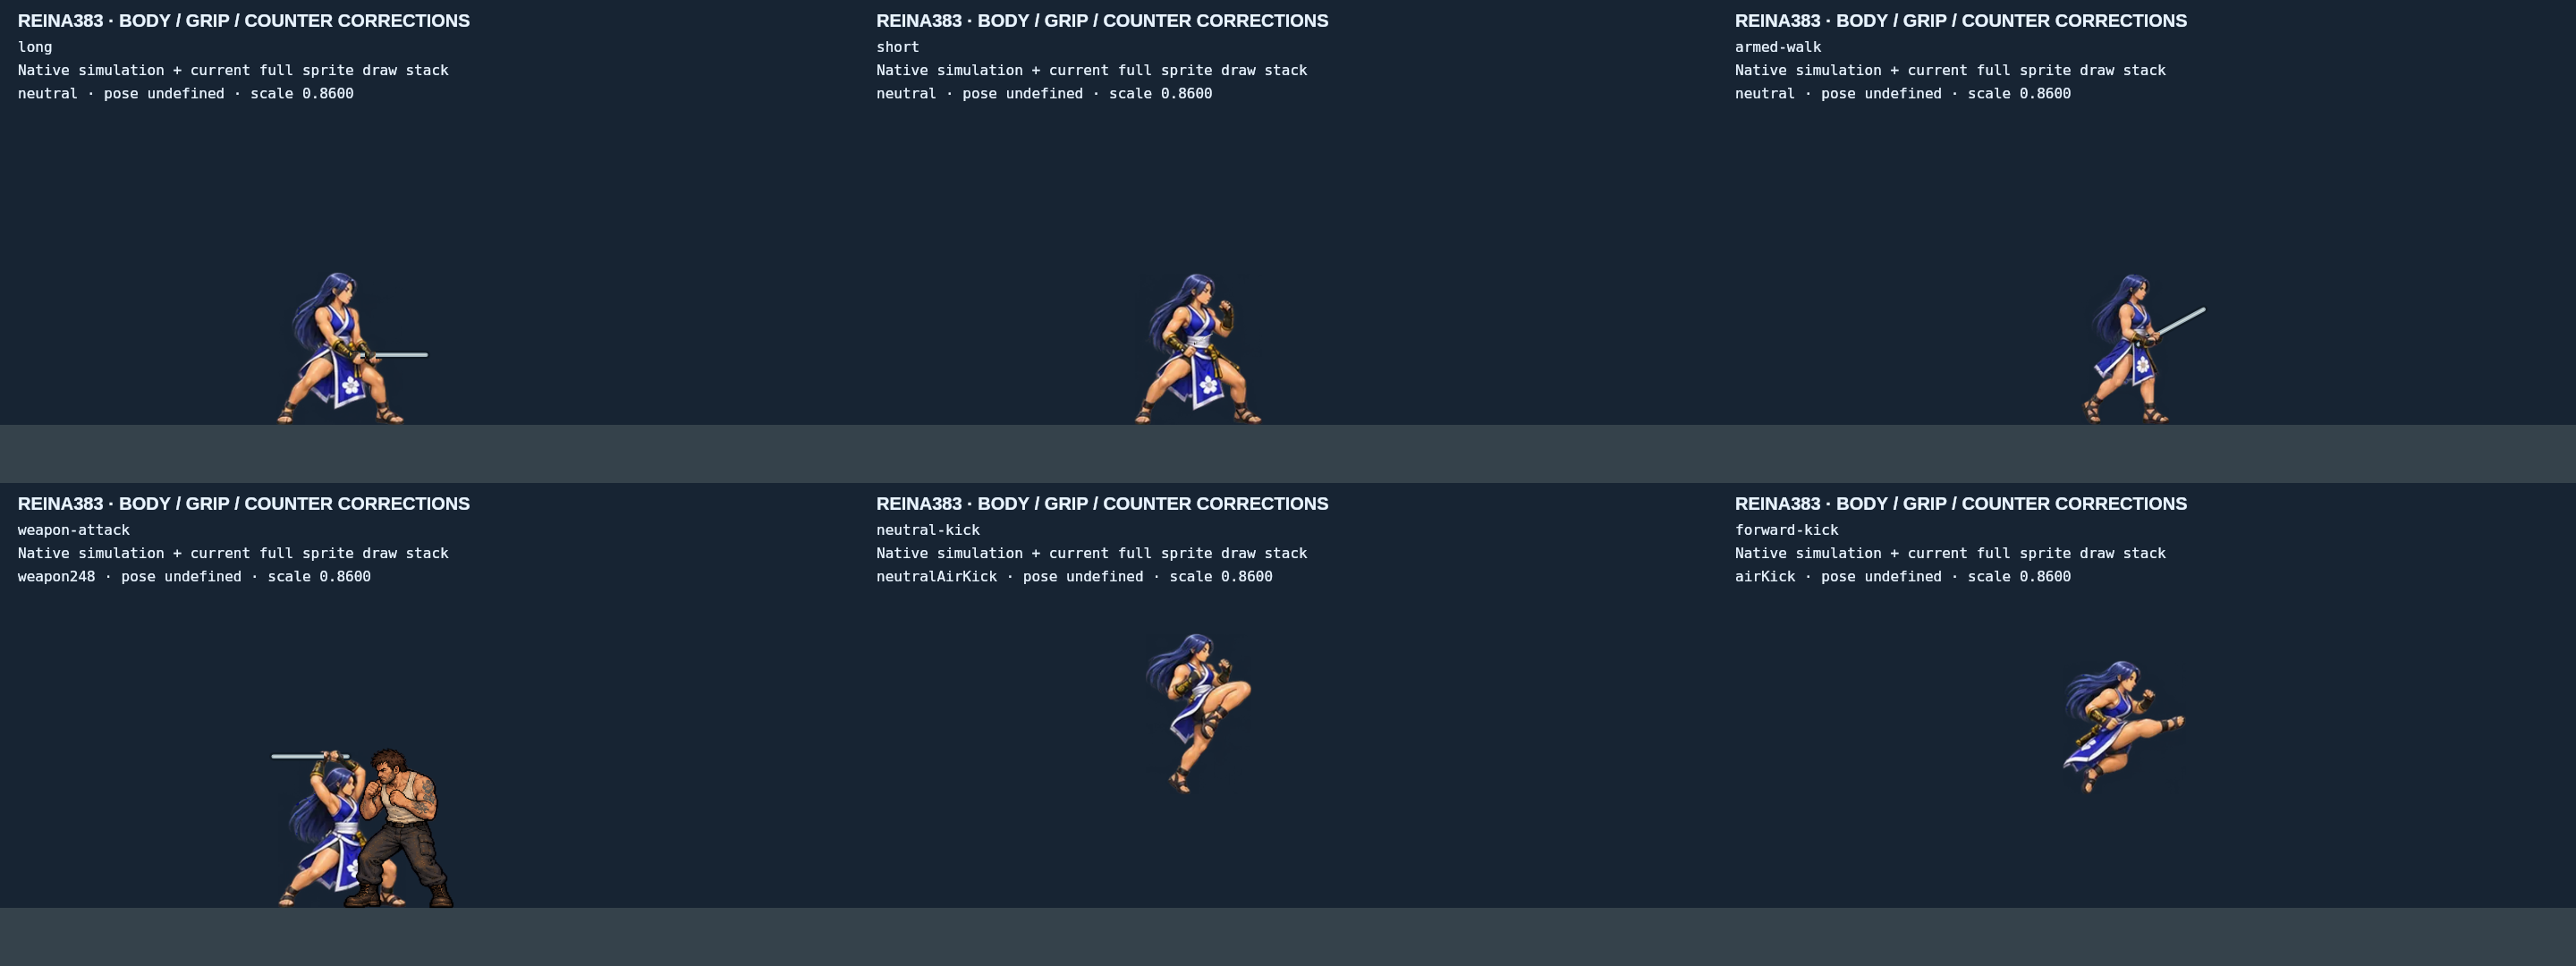 REINA383 · BODY / GRIP / COUNTER CORRECTIONS
long
Native simulation + current full sprite draw stack
neutral · pose undefined · scale 0.8600
REINA383 · BODY / GRIP / COUNTER CORRECTIONS
short
Native simulation + current full sprite draw stack
neutral · pose undefined · scale 0.8600
REINA383 · BODY / GRIP / COUNTER CORRECTIONS
armed-walk
Native simulation + current full sprite draw stack
neutral · pose undefined · scale 0.8600
REINA383 · BODY / GRIP / COUNTER CORRECTIONS
weapon-attack
Native simulation + current full sprite draw stack
weapon248 · pose undefined · scale 0.8600
REINA383 · BODY / GRIP / COUNTER CORRECTIONS
neutral-kick
Native simulation + current full sprite draw stack
neutralAirKick · pose undefined · scale 0.8600
REINA383 · BODY / GRIP / COUNTER CORRECTIONS
forward-kick
Native simulation + current full sprite draw stack
airKick · pose undefined · scale 0.8600